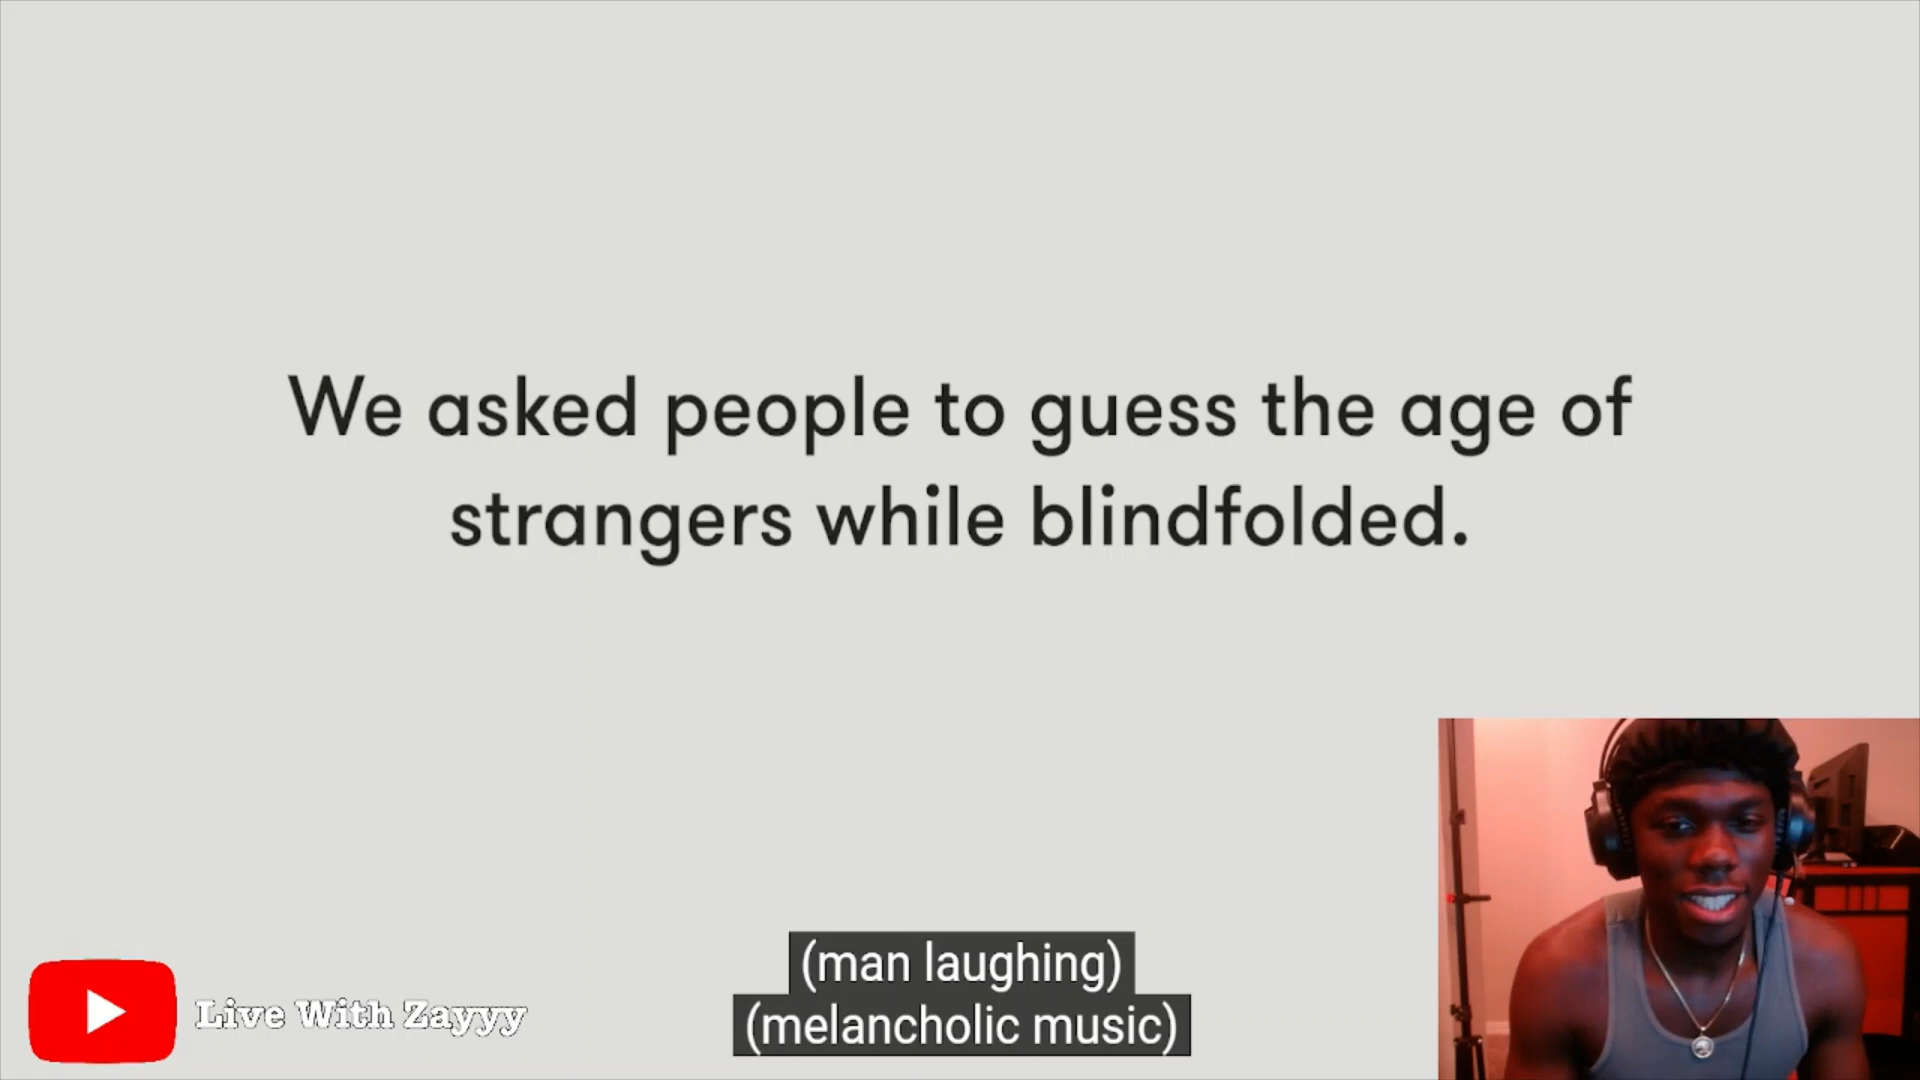 We asked people to guess the age of
strangers while blindfolded.
(man laughing)
(melancholic music)
Live With Zayyy